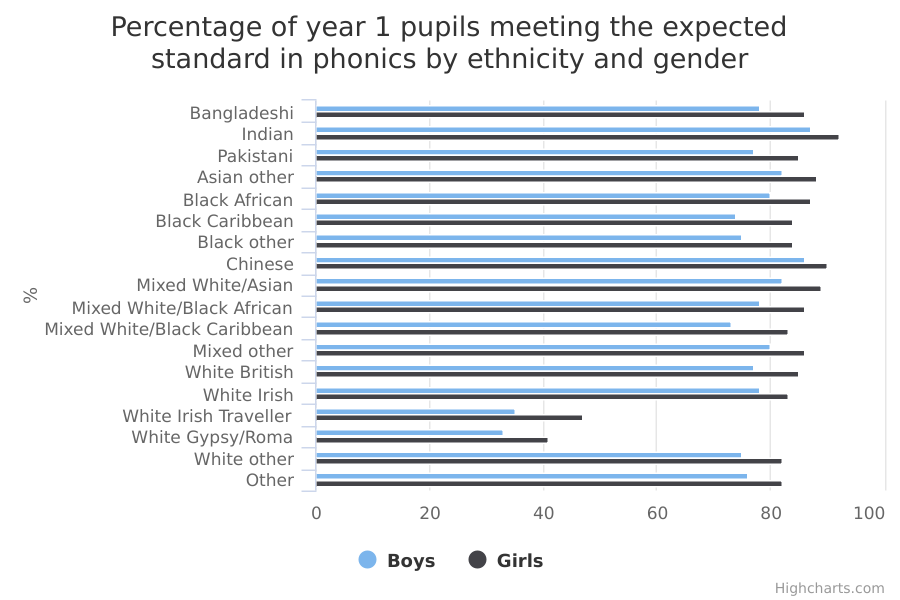 Percentage of year 1 pupils meeting the expected
standard in phonics by ethnicity and gender
%
Bangladeshi
Indian
Pakistani
Asian other
Black African
Black Caribbean
Black other
Chinese
Mixed White/Asian
Mixed White/Black African
Mixed White/Black Caribbean
Mixed other
White British
White Irish
White Irish Traveller
White Gypsy/Roma
White other
Other
0 20 40 60 80 100
Boys Girls
Highcharts.com